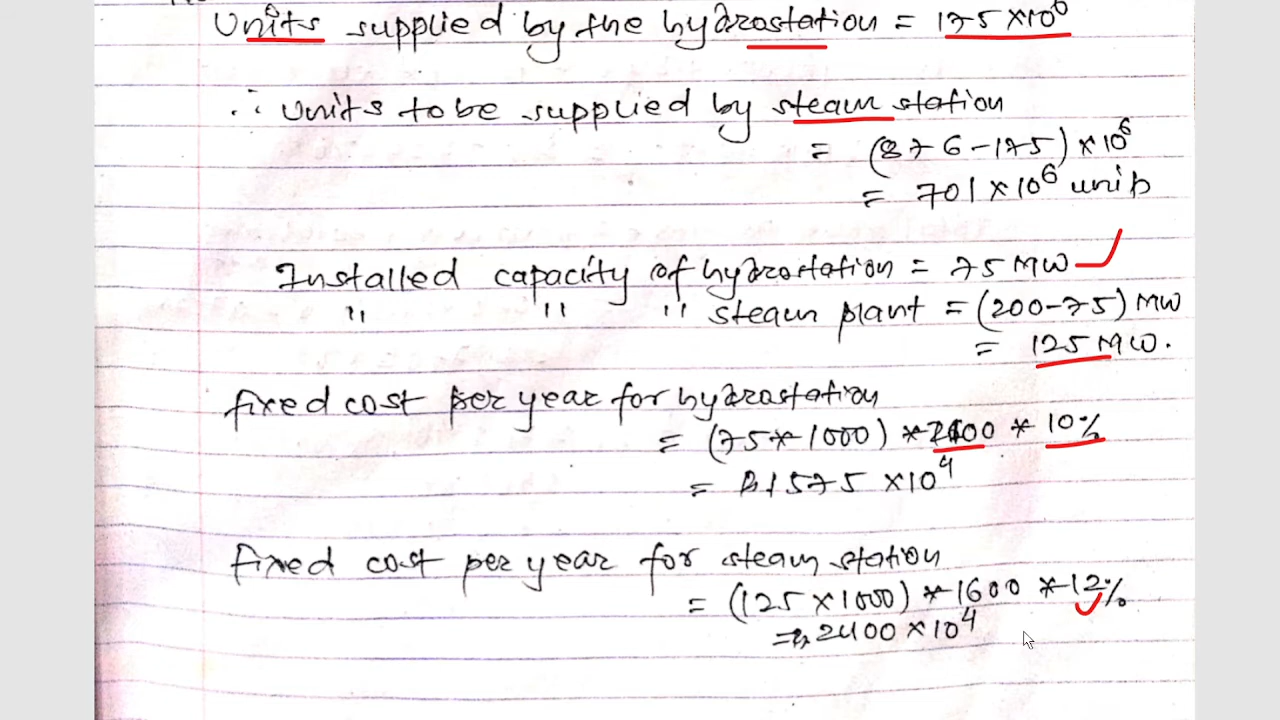 Units supplied by the hydrostation = 175 × 10⁶
∴ Units to be supplied by steam station
= (876 - 175) × 10⁶
= 701 × 10⁶ units
Installed capacity of hydrostation = 75 MW
" " " steam plant = (200-75) MW
= 125 MW.
fixed cost per year for hydrostation
= (75 * 1000) * 2100 * 10%
= 1575 × 10⁴
fixed cost per year for steam station
= (125 × 1000) * 1600 * 12%
= 2400 × 10⁴